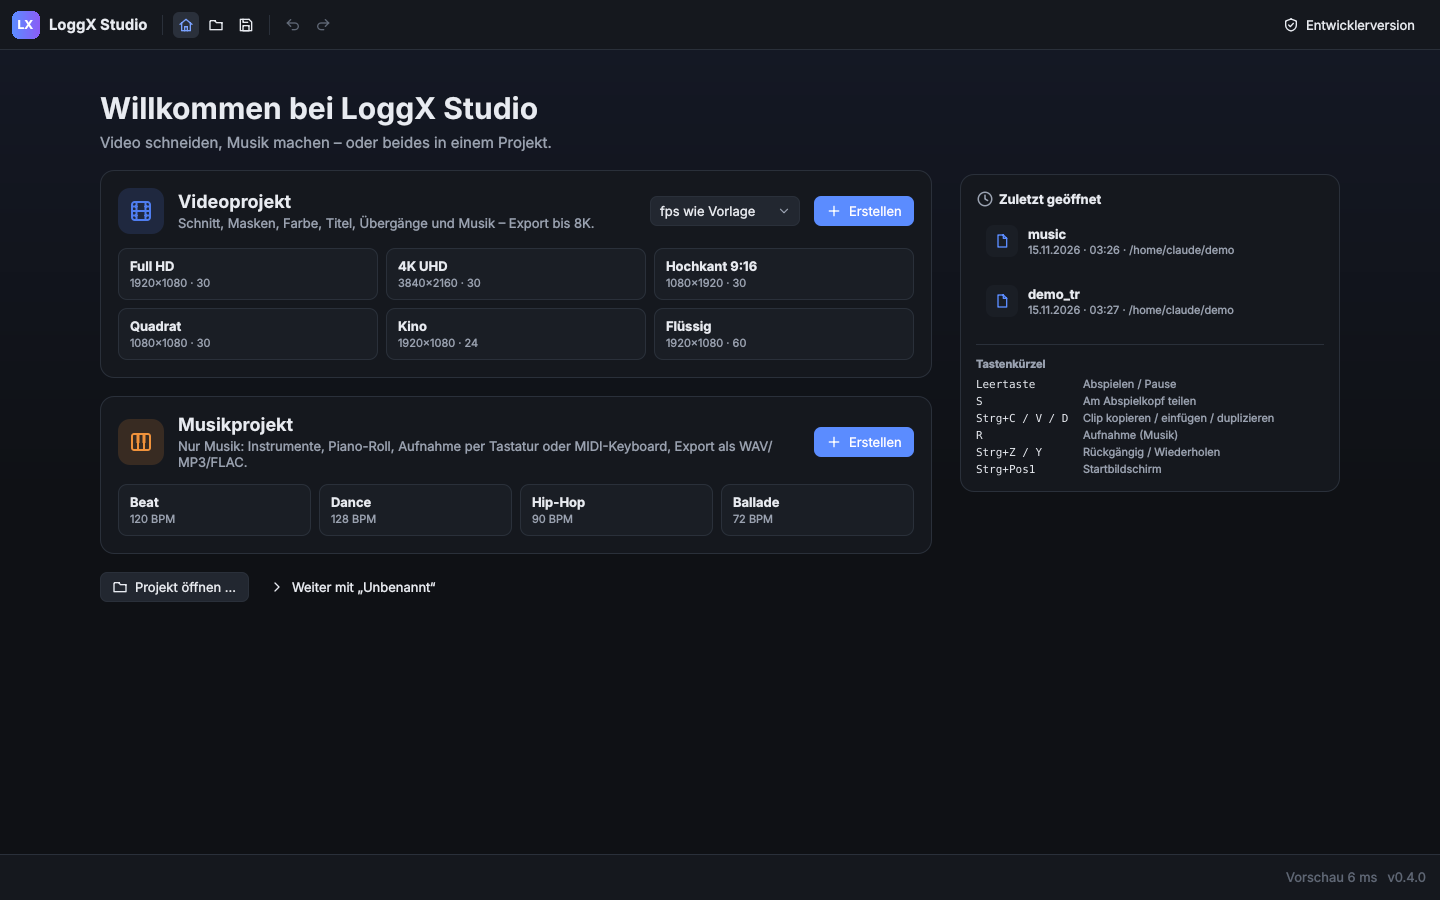 LX LoggX Studio
Entwicklerversion
Willkommen bei LoggX Studio
Video schneiden, Musik machen – oder beides in einem Projekt.
Videoprojekt
Schnitt, Masken, Farbe, Titel, Übergänge und Musik – Export bis 8K.
fps wie Vorlage
Erstellen
Full HD
1920×1080 · 30
4K UHD
3840×2160 · 30
Hochkant 9:16
1080×1920 · 30
Quadrat
1080×1080 · 30
Kino
1920×1080 · 24
Flüssig
1920×1080 · 60
Musikprojekt
Nur Musik: Instrumente, Piano-Roll, Aufnahme per Tastatur oder MIDI-Keyboard, Export als WAV/
MP3/FLAC.
Erstellen
Beat
120 BPM
Dance
128 BPM
Hip-Hop
90 BPM
Ballade
72 BPM
Projekt öffnen ...
Weiter mit „Unbenannt“
Zuletzt geöffnet
music
15.11.2026 · 03:26 · /home/claude/demo
demo_tr
15.11.2026 · 03:27 · /home/claude/demo
Tastenkürzel
Leertaste Abspielen / Pause
S Am Abspielkopf teilen
Strg+C / V / D Clip kopieren / einfügen / duplizieren
R Aufnahme (Musik)
Strg+Z / Y Rückgängig / Wiederholen
Strg+Pos1 Startbildschirm
Vorschau 6 ms v0.4.0